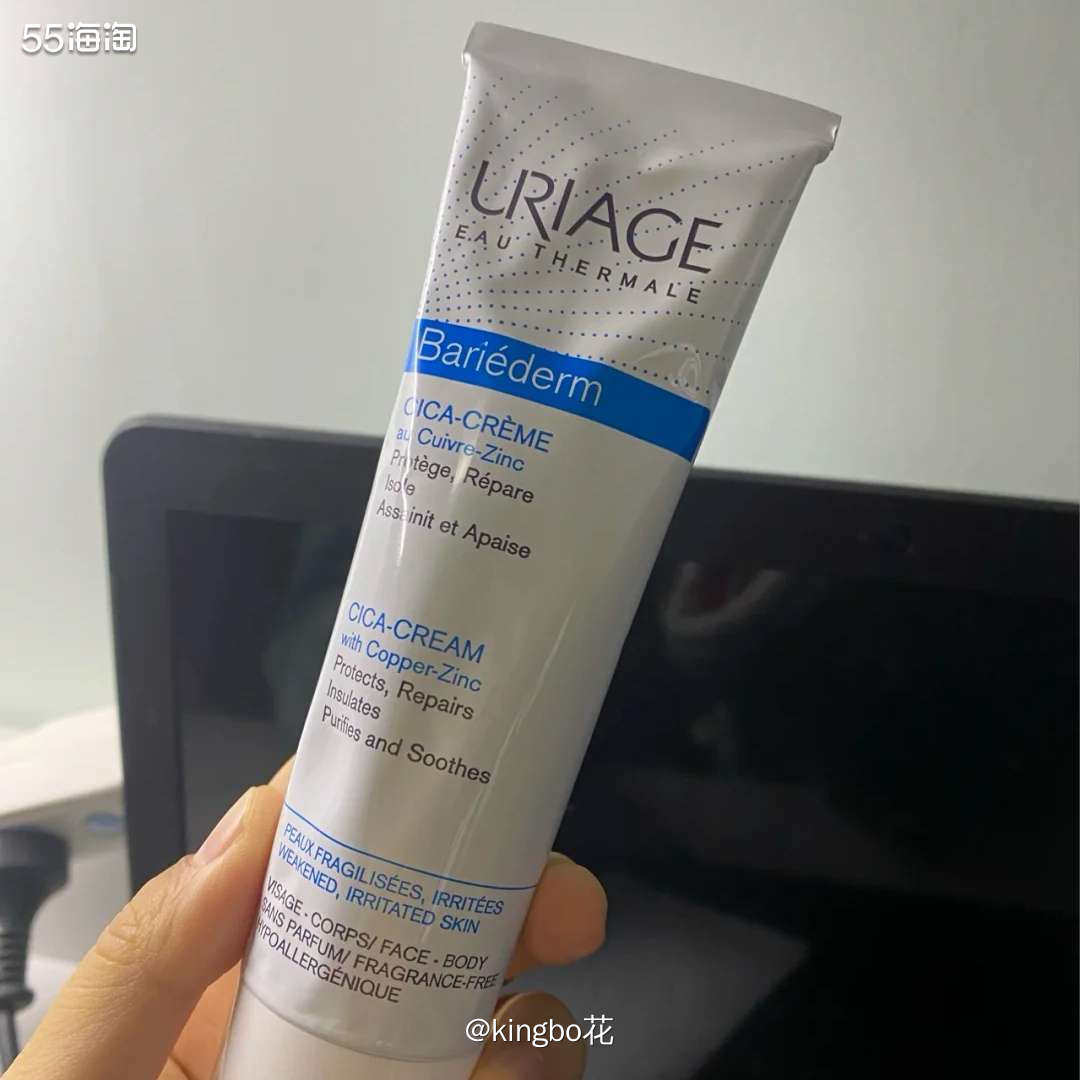 55海淘
URIAGE
EAU THERMALE
Bariéderm
CICA-CRÈME
au Cuivre-Zinc
Protège, Répare
Isole
Assainit et Apaise
CICA-CREAM
with Copper-Zinc
Protects, Repairs
Insulates
Purifies and Soothes
PEAUX FRAGILISÉES, IRRITÉES
WEAKENED, IRRITATED SKIN
VISAGE - CORPS/ FACE - BODY
SANS PARFUM/ FRAGRANCE-FREE
HYPOALLERGÉNIQUE
@kingbo花